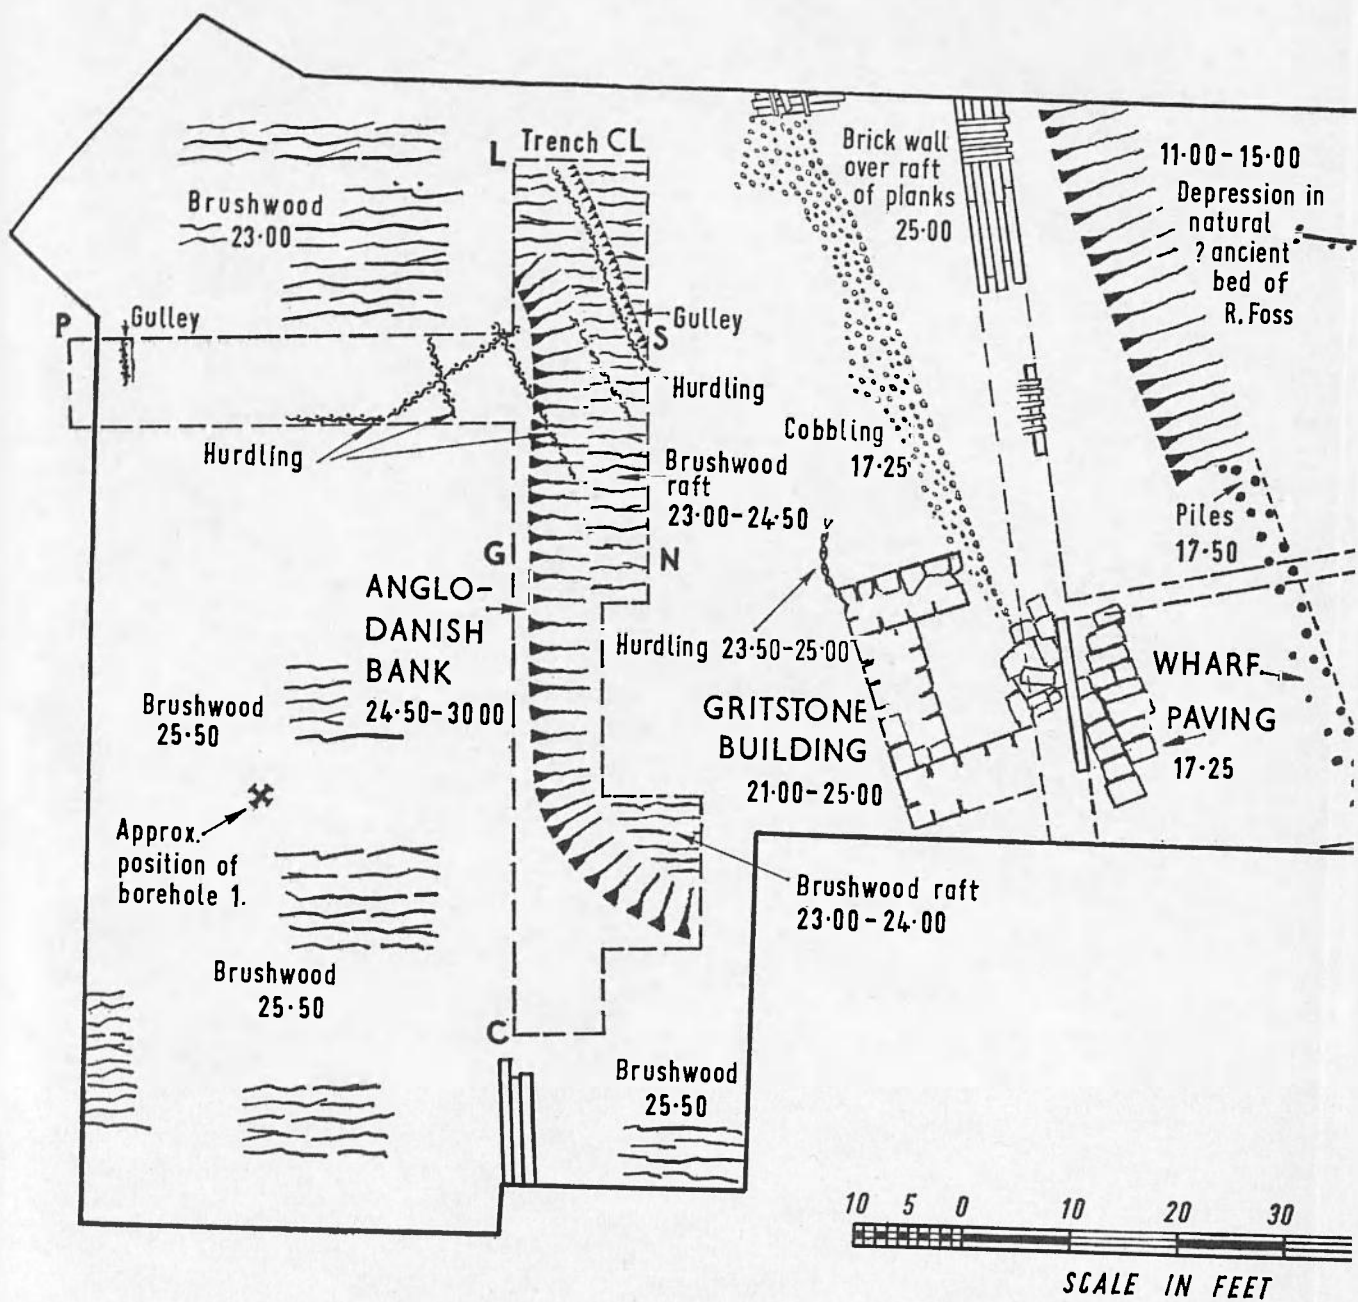 L
Trench CL
Brushwood
23·00
P
Gulley
Gulley
S
Hurdling
Hurdling
Brushwood
raft
23·00-24·50
G
N
ANGLO-
DANISH
BANK
24·50-3000
Brushwood
25·50
Approx.
position of
borehole 1.
Brushwood
25·50
C
Brushwood
25·50
Brushwood raft
23·00-24·00
Brick wall
over raft
of planks
25·00
Cobbling
17·25
Hurdling 23·50-25·00
GRITSTONE
BUILDING
21·00-25·00
11·00-15·00
Depression in
natural
? ancient
bed of
R. Foss
Piles
17·50
WHARF
PAVING
17·25
10 5 0 10 20 30
SCALE IN FEET